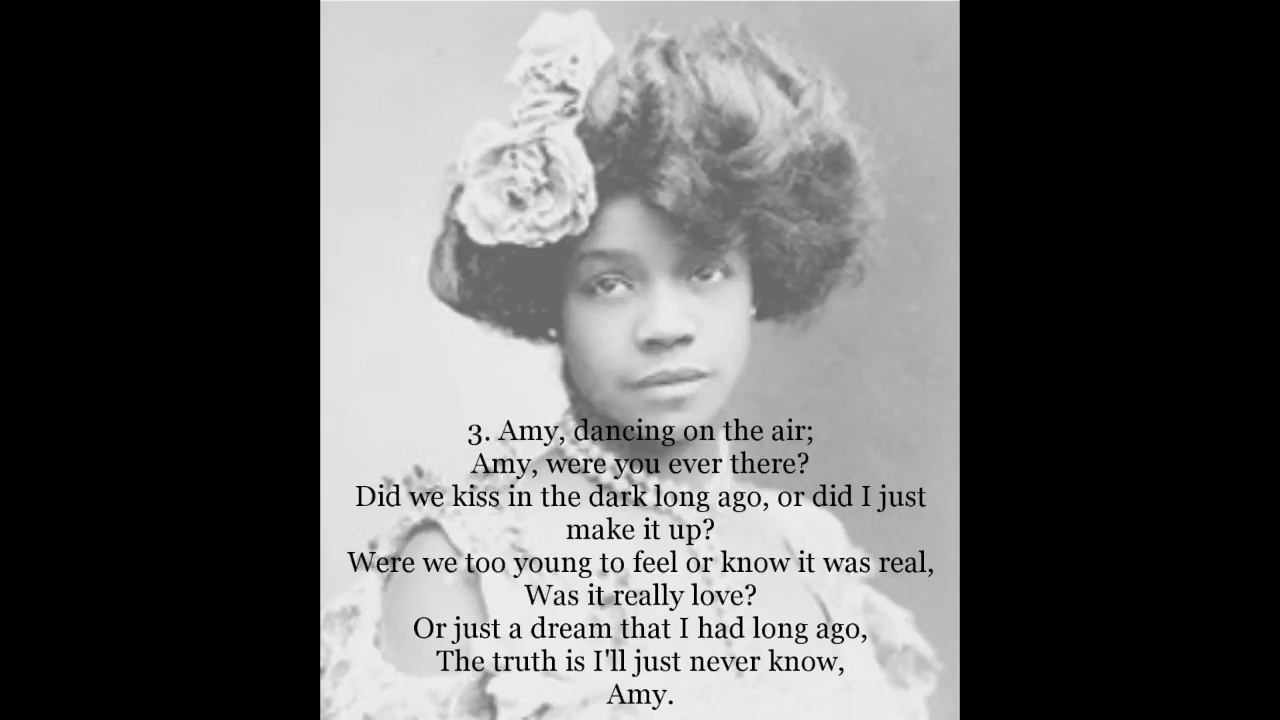 3. Amy, dancing on the air;
Amy, were you ever there?
Did we kiss in the dark long ago, or did I just
make it up?
Were we too young to feel or know it was real,
Was it really love?
Or just a dream that I had long ago,
The truth is I'll just never know,
Amy.